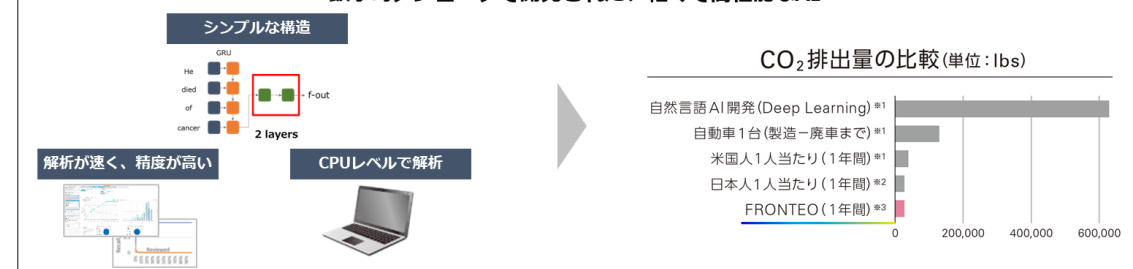 シンプルな構造
GRU
He
died
of
cancer
f-out
2 layers
解析が速く、精度が高い
CPUレベルで解析
Reviewed
CO₂排出量の比較(単位:lbs)
自然言語AI開発(Deep Learning)※1
自動車1台(製造−廃車まで)※1
米国人1人当たり(1年間)※1
日本人1人当たり(1年間)※2
FRONTEO(1年間)※3
0 200,000 400,000 600,000